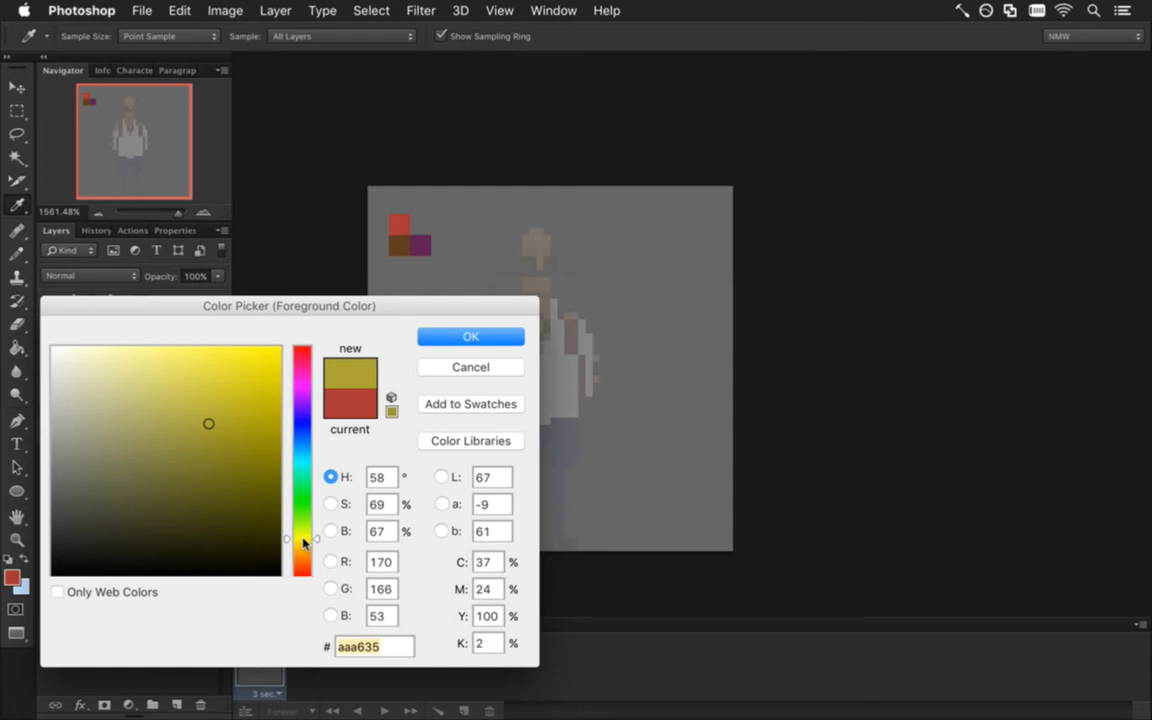 Photoshop File Edit Image Layer Type Select Filter 3D View Window Help
Sample Size: Point Sample Sample: All Layers Show Sampling Ring NMW
Navigator Info Characte Paragrap
1561.48%
Layers History Actions Properties
Kind
Normal Opacity: 100%
Color Picker (Foreground Color)
new
OK
Cancel
Add to Swatches
current
Color Libraries
H: 58 ° L: 67
S: 69 % a: -9
B: 67 % b: 61
R: 170 C: 37 %
G: 166 M: 24 %
B: 53 Y: 100 %
Only Web Colors
# aaa635 K: 2 %
3 sec.
fx
Forever